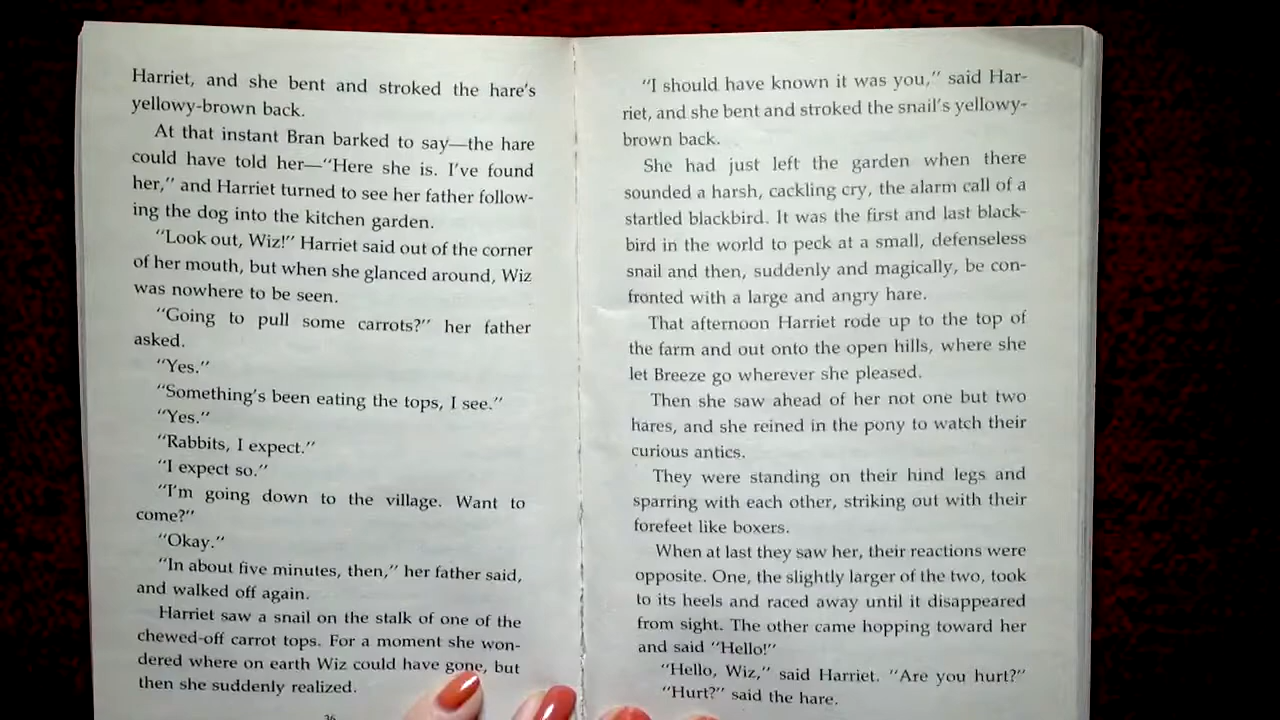 Harriet, and she bent and stroked the hare's
yellowy-brown back.
At that instant Bran barked to say—the hare
could have told her—“Here she is. I've found
her,” and Harriet turned to see her father follow-
ing the dog into the kitchen garden.
“Look out, Wiz!” Harriet said out of the corner
of her mouth, but when she glanced around, Wiz
was nowhere to be seen.
“Going to pull some carrots?” her father
asked.
“Yes.”
“Something's been eating the tops, I see.”
“Yes.”
“Rabbits, I expect.”
“I expect so.”
“I'm going down to the village. Want to
come?”
“Okay.”
“In about five minutes, then,” her father said,
and walked off again.
Harriet saw a snail on the stalk of one of the
chewed-off carrot tops. For a moment she won-
dered where on earth Wiz could have gone, but
then she suddenly realized.
36
“I should have known it was you,” said Har-
riet, and she bent and stroked the snail's yellowy-
brown back.
She had just left the garden when there
sounded a harsh, cackling cry, the alarm call of a
startled blackbird. It was the first and last black-
bird in the world to peck at a small, defenseless
snail and then, suddenly and magically, be con-
fronted with a large and angry hare.
That afternoon Harriet rode up to the top of
the farm and out onto the open hills, where she
let Breeze go wherever she pleased.
Then she saw ahead of her not one but two
hares, and she reined in the pony to watch their
curious antics.
They were standing on their hind legs and
sparring with each other, striking out with their
forefeet like boxers.
When at last they saw her, their reactions were
opposite. One, the slightly larger of the two, took
to its heels and raced away until it disappeared
from sight. The other came hopping toward her
and said “Hello!”
“Hello, Wiz,” said Harriet. “Are you hurt?”
“Hurt?” said the hare.